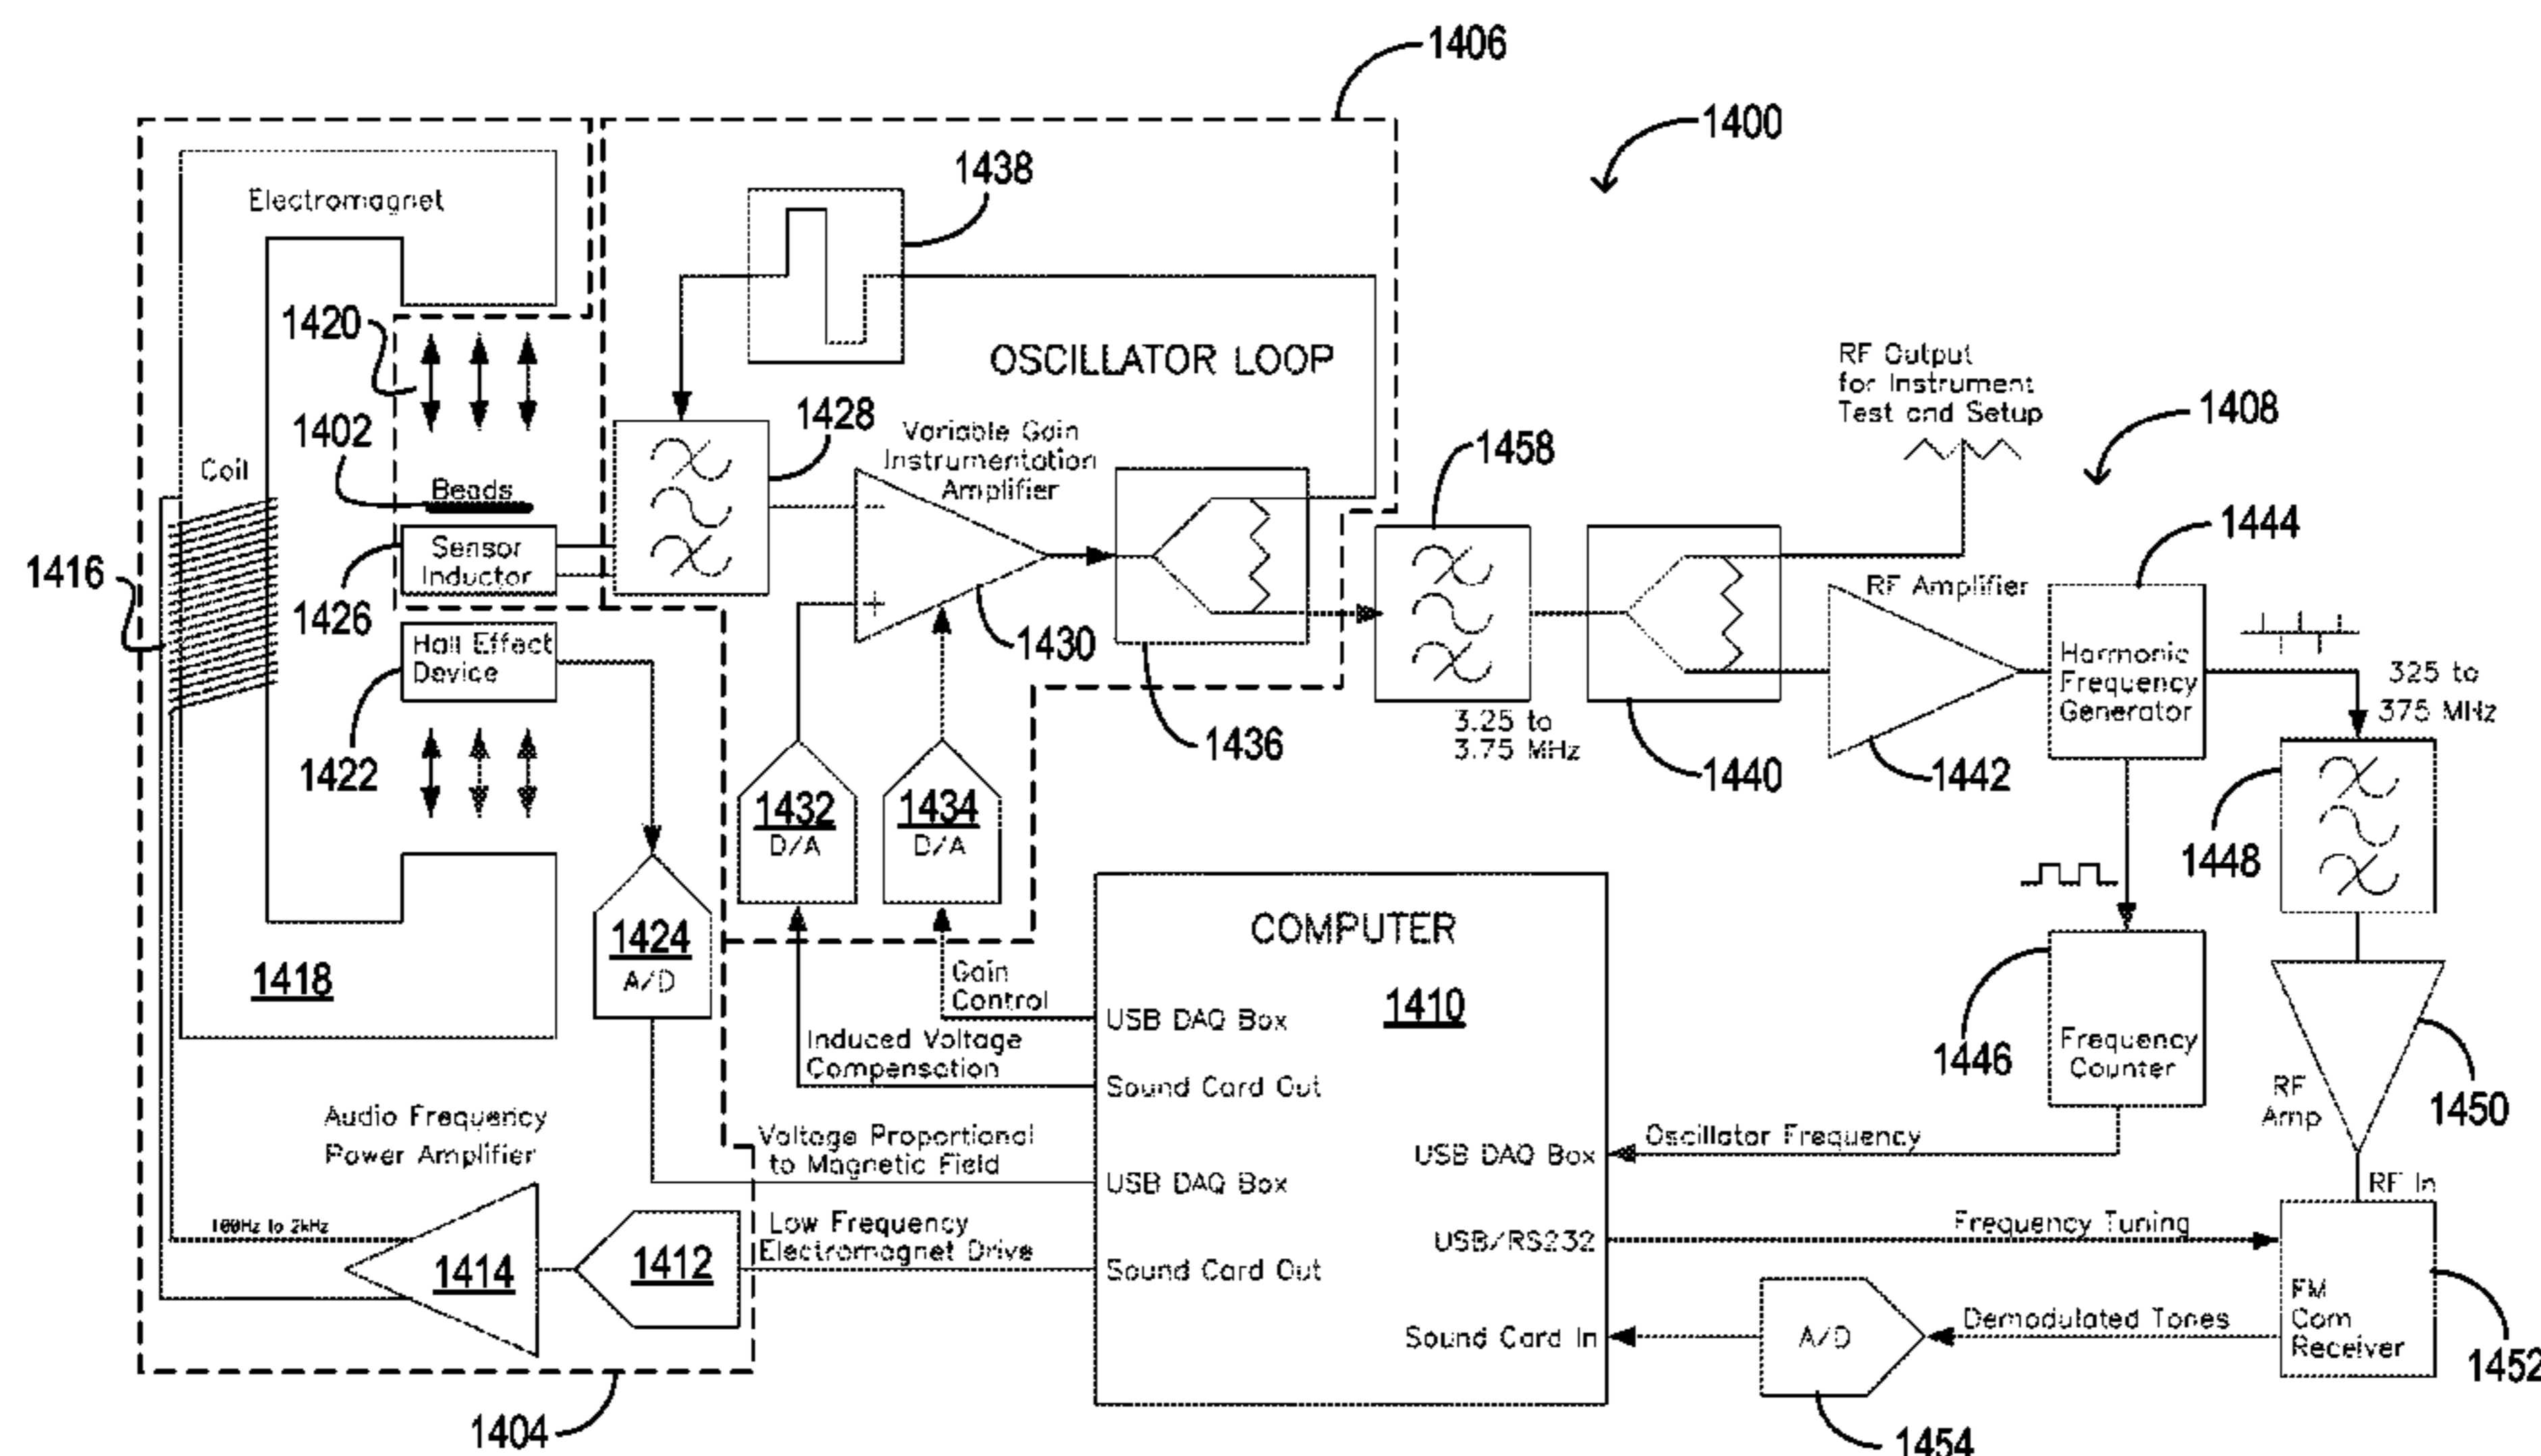 1406
1400
1438
Electromagnet
1420
OSCILLATOR LOOP
RF Output
for Instrument
Test and Setup
1408
1402
1428
Variable Gain
Instrumentation
Amplifier
1458
Coil
Beads
1444
Sensor
Inductor
1416
1426
RF Amplifier
Hall Effect
Device
1430
Harmonic
Frequency
Generator
325 to
375 MHz
3.25 to
3.75 MHz
1436
1422
1440
1442
1432
D/A
1434
D/A
1448
COMPUTER
1424
A/D
1418
Gain
Control
1410
USB DAQ Box
Induced Voltage
Compensation
Sound Card Out
1446
Frequency
Counter
RF
Amp
1450
Audio Frequency
Power Amplifier
Voltage Proportional
to Magnetic Field
USB DAQ Box
USB DAQ Box
Oscillator Frequency
RF In
100Hz to 2kHz
Low Frequency
Electromagnet Drive
USB/RS232
Frequency Tuning
1414
1412
Sound Card Out
Sound Card In
A/D
Demodulated Tones
FM
Com
Receiver
1452
1404
1454